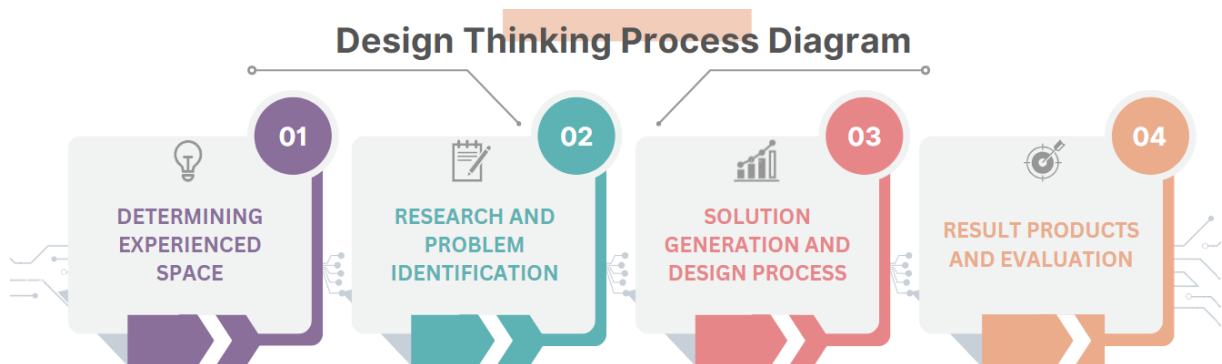 Design Thinking Process Diagram
01
DETERMINING
EXPERIENCED
SPACE
02
RESEARCH AND
PROBLEM
IDENTIFICATION
03
SOLUTION
GENERATION AND
DESIGN PROCESS
04
RESULT PRODUCTS
AND EVALUATION